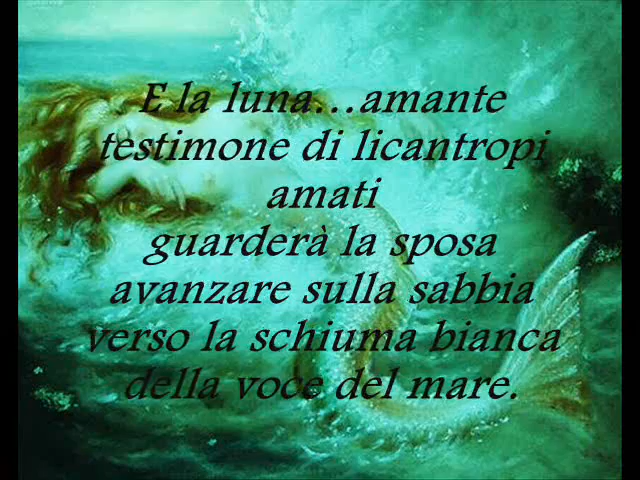 E la luna...amante
testimone di licantropi
amati
guarderà la sposa
avanzare sulla sabbia
verso la schiuma bianca
della voce del mare.